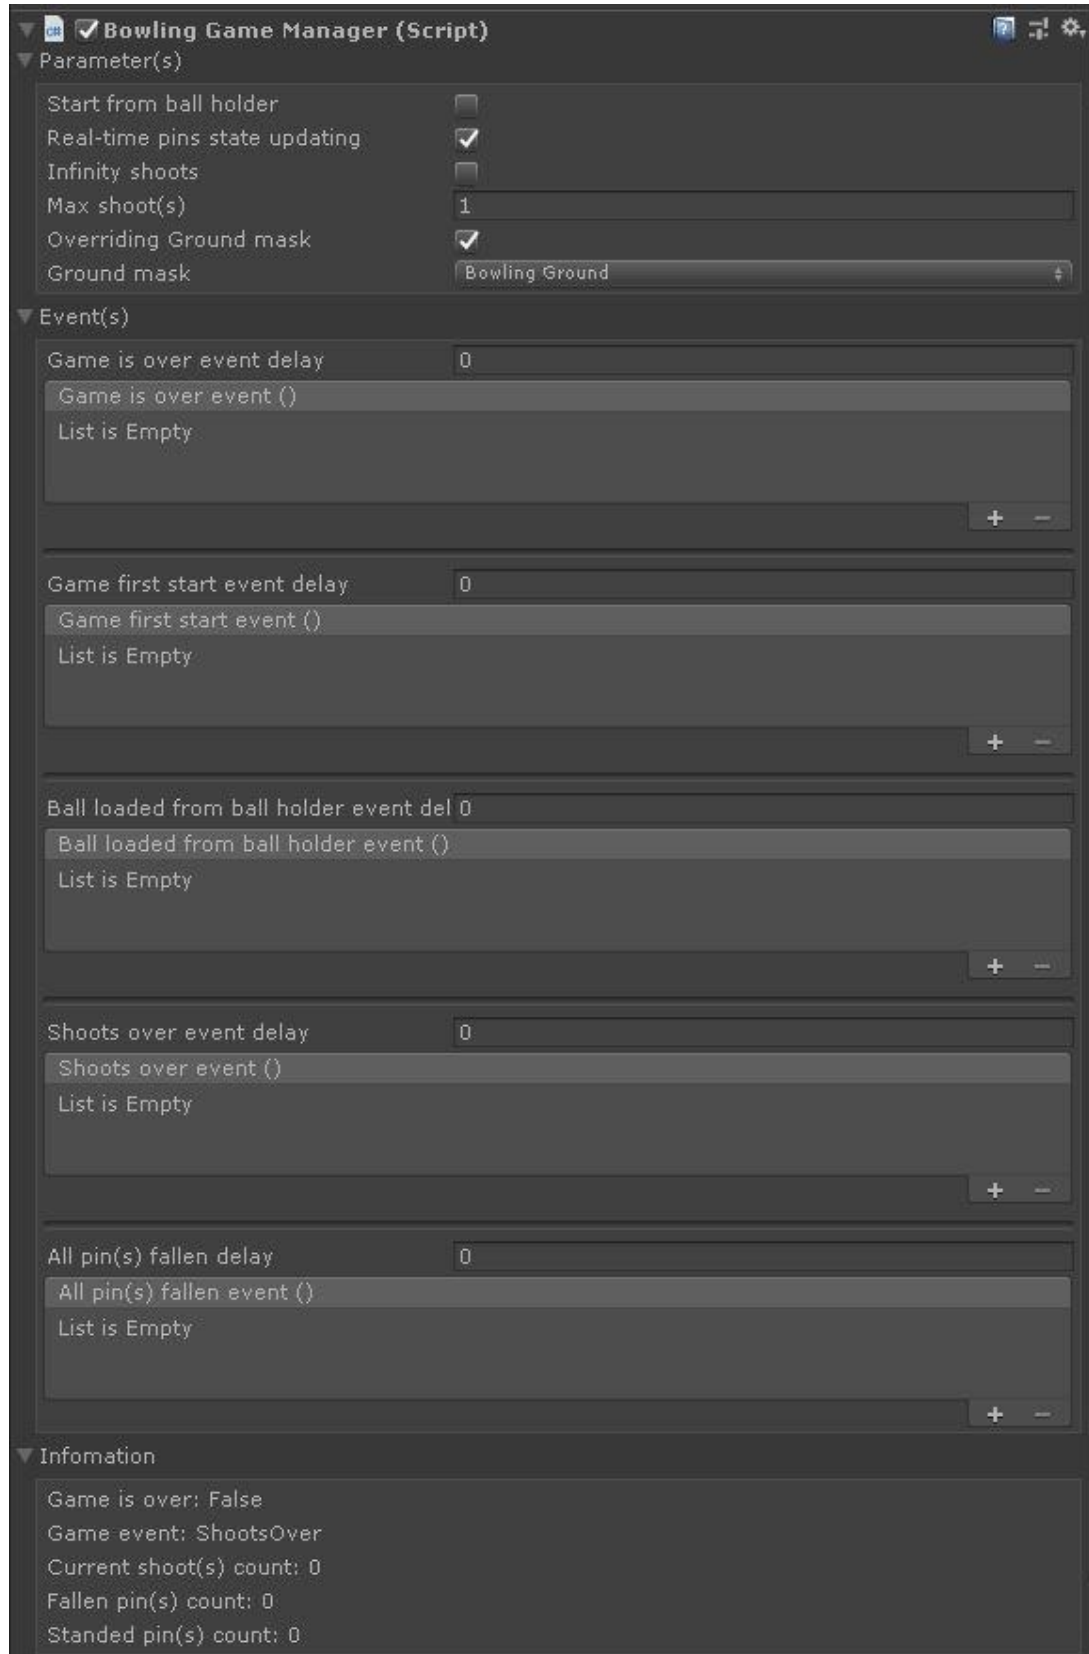 Bowling Game Manager (Script)
Parameter(s)
Start from ball holder
Real-time pins state updating
Infinity shoots
Max shoot(s) 1
Overriding Ground mask
Ground mask Bowling Ground
Event(s)
Game is over event delay 0
Game is over event ()
List is Empty
+ −
Game first start event delay 0
Game first start event ()
List is Empty
+ −
Ball loaded from ball holder event del 0
Ball loaded from ball holder event ()
List is Empty
+ −
Shoots over event delay 0
Shoots over event ()
List is Empty
+ −
All pin(s) fallen delay 0
All pin(s) fallen event ()
List is Empty
+ −
Infomation
Game is over: False
Game event: ShootsOver
Current shoot(s) count: 0
Fallen pin(s) count: 0
Standed pin(s) count: 0